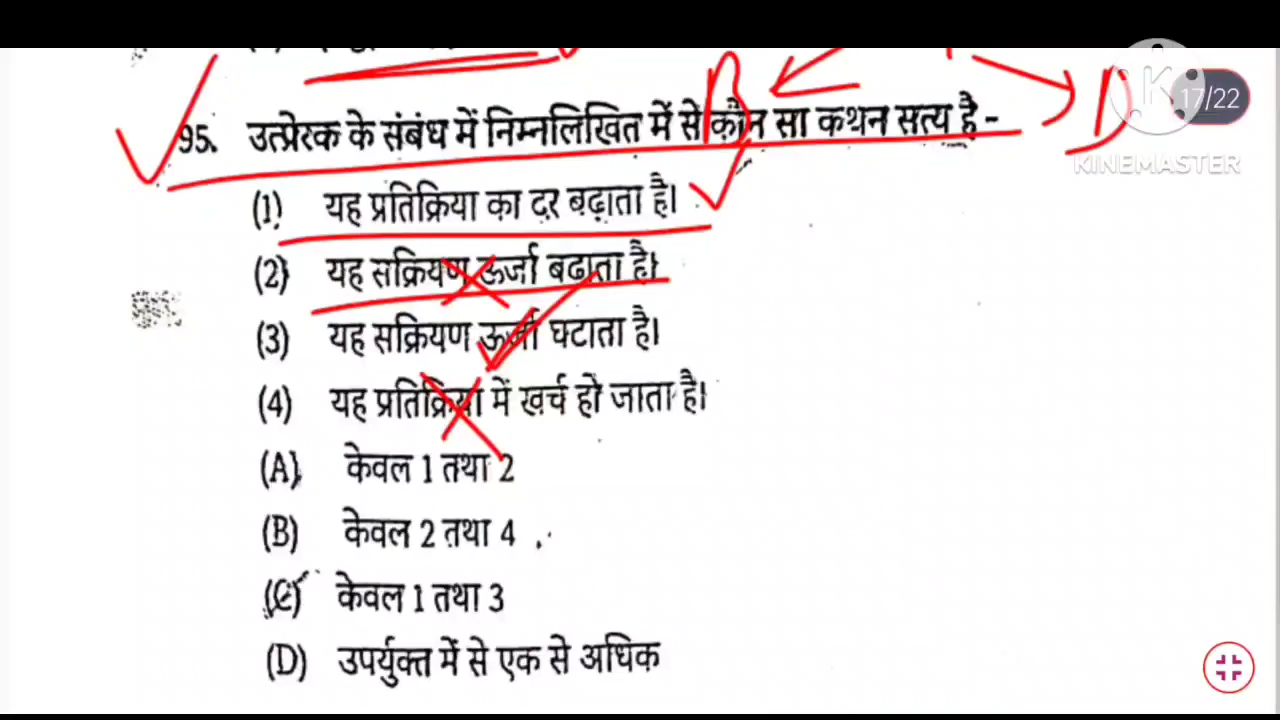 B D 17/22
95. उत्प्रेरक के संबंध में निम्नलिखित में से कौन सा कथन सत्य है -
KINEMASTER
(1) यह प्रतिक्रिया का दर बढ़ाता है।
(2) यह सक्रियण ऊर्जा बढाता है।
(3) यह सक्रियण ऊर्जा घटाता है।
(4) यह प्रतिक्रिया में खर्च हो जाता है।
(A) केवल 1 तथा 2
(B) केवल 2 तथा 4
(C) केवल 1 तथा 3
(D) उपर्युक्त में से एक से अधिक